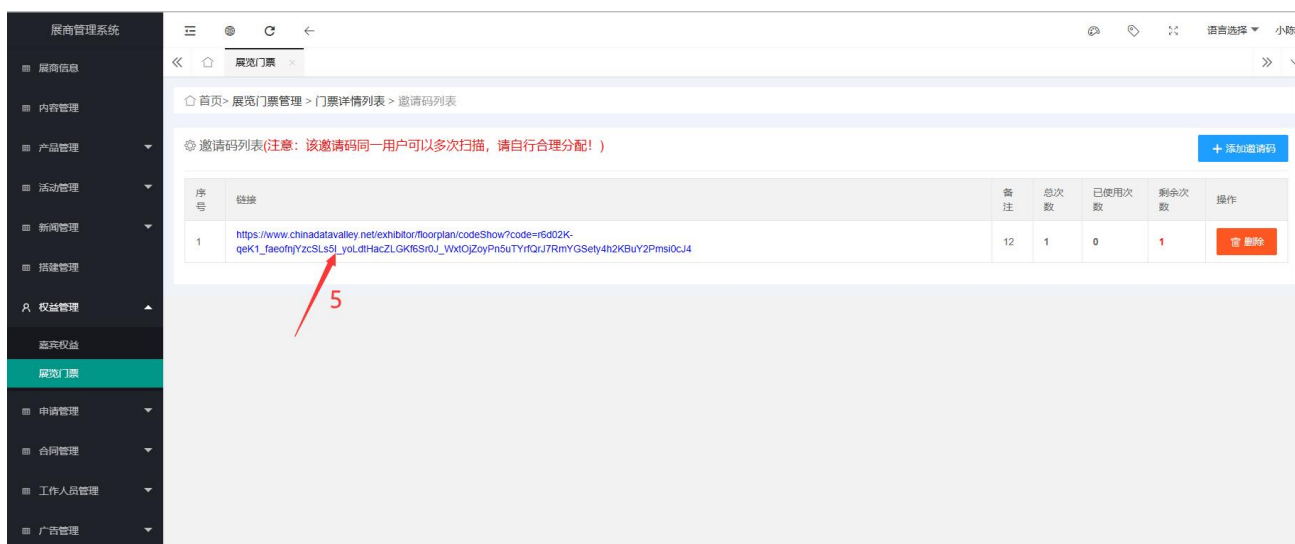 展商管理系统
语言选择
小陈
展商信息
展览门票
内容管理
首页> 展览门票管理 > 门票详情列表 > 邀请码列表
产品管理
邀请码列表(注意：该邀请码同一用户可以多次扫描，请自行合理分配！)
+ 添加邀请码
活动管理
序号 链接 备注 总次数 已使用次数 剩余次数 操作
新闻管理
1 https://www.chinadatavalley.net/exhibitor/floorplan/codeShow?code=r6d02K-
qeK1_faeofnjYzcSLs5I_yoLdtHacZLGKf6Sr0J_WxtOjZoyPn5uTYrfQrJ7RmYGSety4h2KBuY2Pmsi0cJ4 12 1 0 1 删除
搭建管理
5
权益管理
嘉宾权益
展览门票
申请管理
合同管理
工作人员管理
广告管理